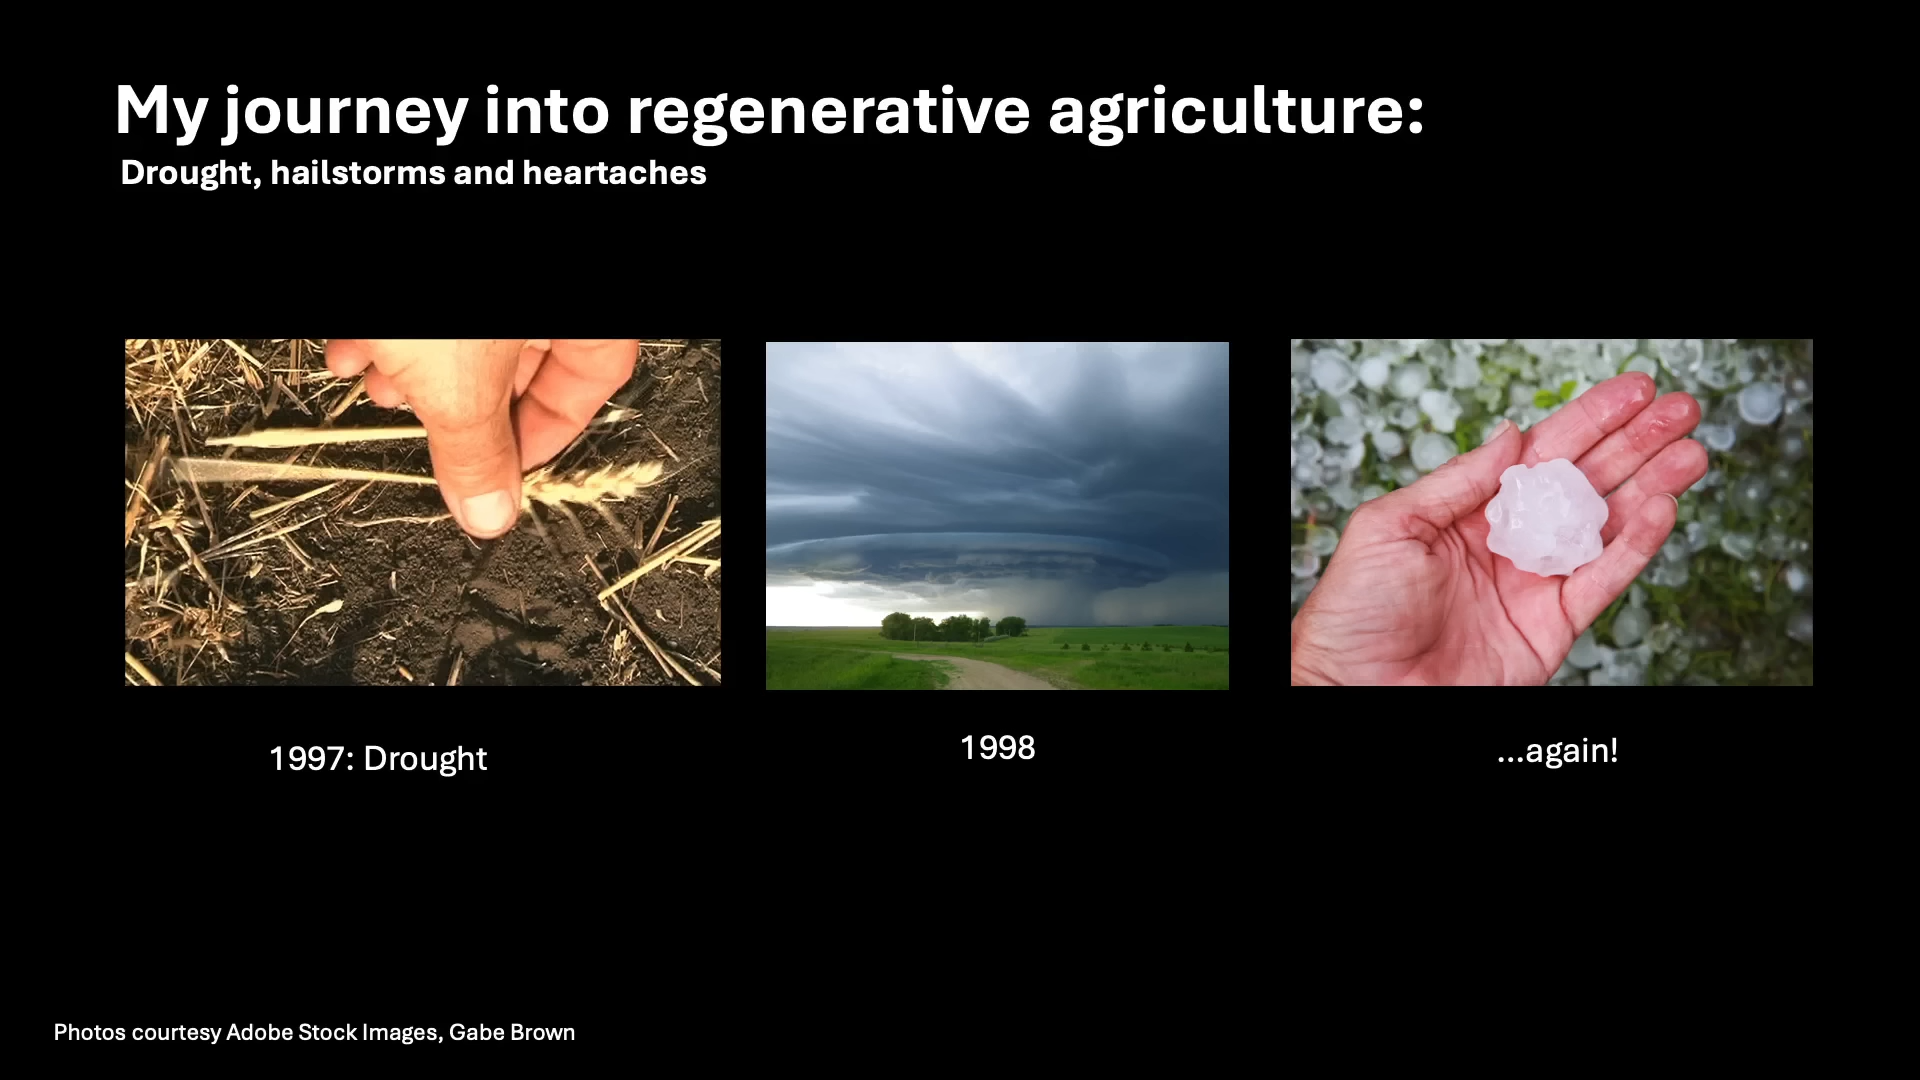 My journey into regenerative agriculture:
Drought, hailstorms and heartaches
1997: Drought
1998
...again!
Photos courtesy Adobe Stock Images, Gabe Brown